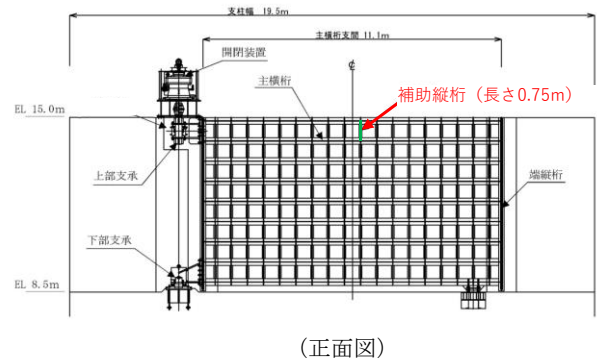 支柱幅 19.5m
主横桁支間 11.1m
開閉装置
主横桁
補助縦桁（長さ0.75m）
EL 15.0m
上部支承
端縦桁
下部支承
EL 8.5m
（正面図）